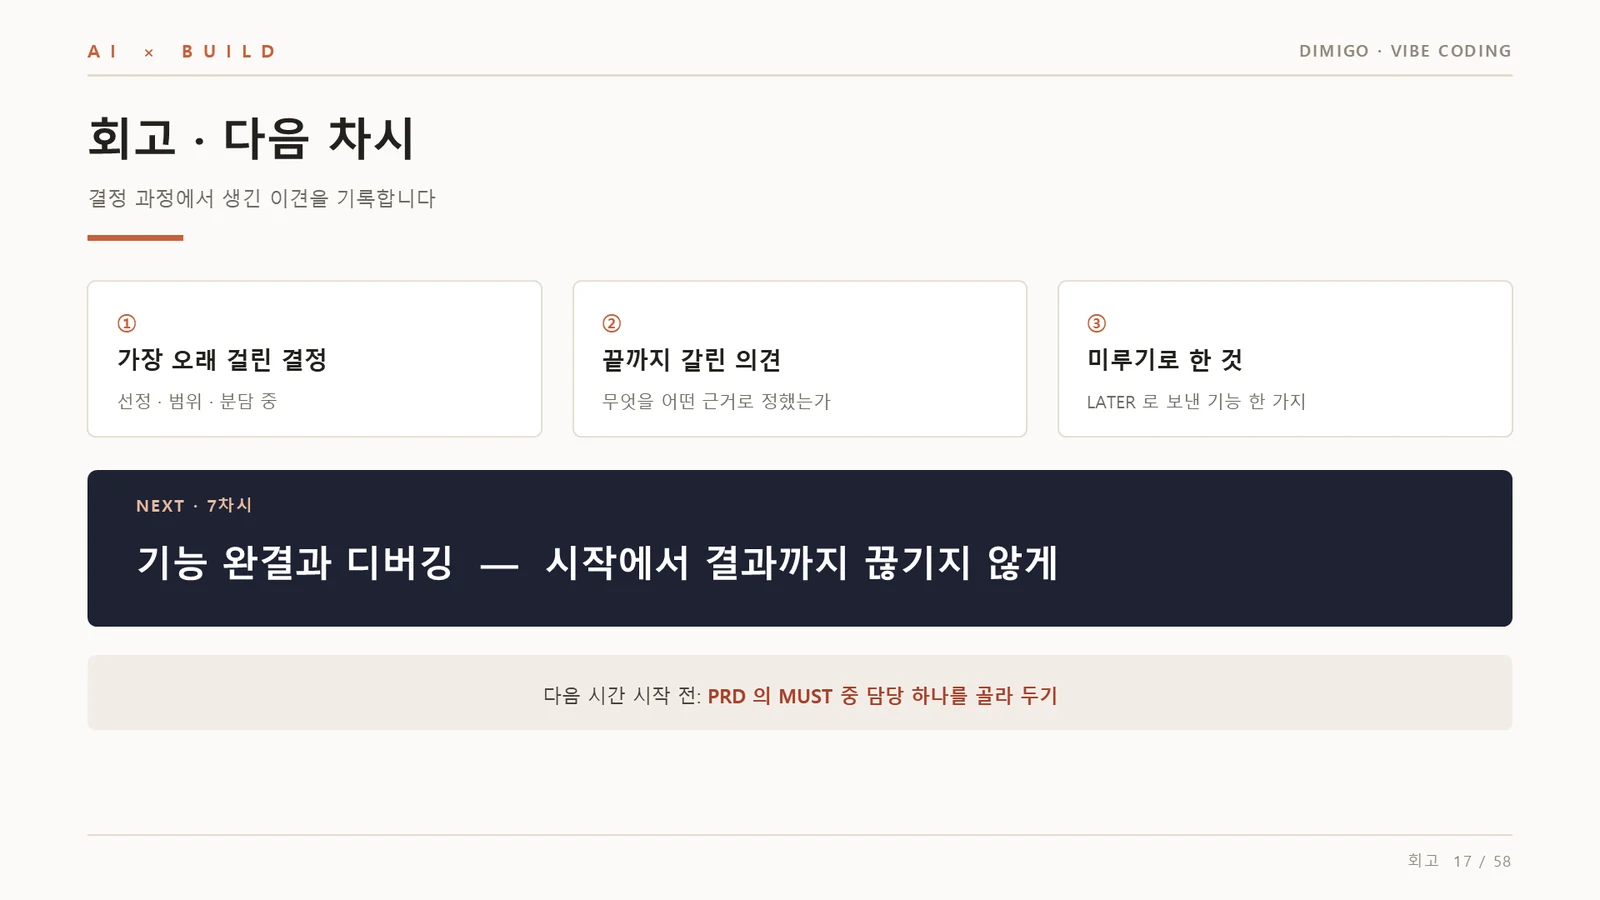 AI × BUILD
DIMIGO · VIBE CODING
회고 · 다음 차시
결정 과정에서 생긴 이견을 기록합니다
①
가장 오래 걸린 결정
선정 · 범위 · 분담 중
②
끝까지 갈린 의견
무엇을 어떤 근거로 정했는가
③
미루기로 한 것
LATER 로 보낸 기능 한 가지
NEXT · 7차시
기능 완결과 디버깅 — 시작에서 결과까지 끊기지 않게
다음 시간 시작 전: PRD 의 MUST 중 담당 하나를 골라 두기
회고 17 / 58